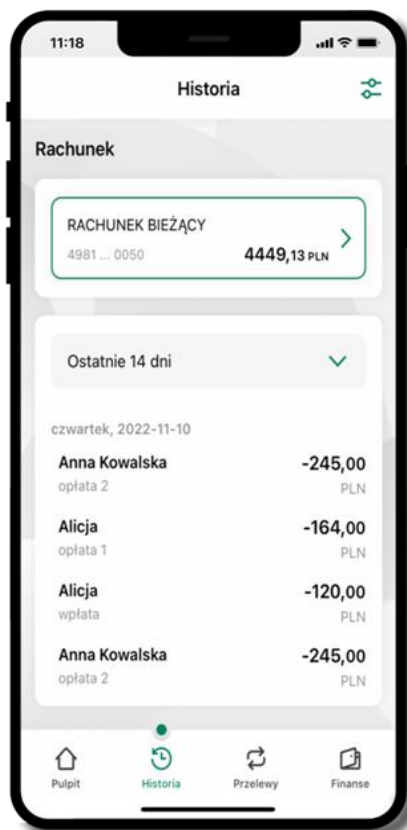 11:18
Historia
Rachunek
RACHUNEK BIEŻĄCY
4981 ... 0050
4449,13 PLN
Ostatnie 14 dni
czwartek, 2022-11-10
Anna Kowalska -245,00
opłata 2 PLN
Alicja -164,00
opłata 1 PLN
Alicja -120,00
wpłata PLN
Anna Kowalska -245,00
opłata 2 PLN
Pulpit Historia Przelewy Finanse